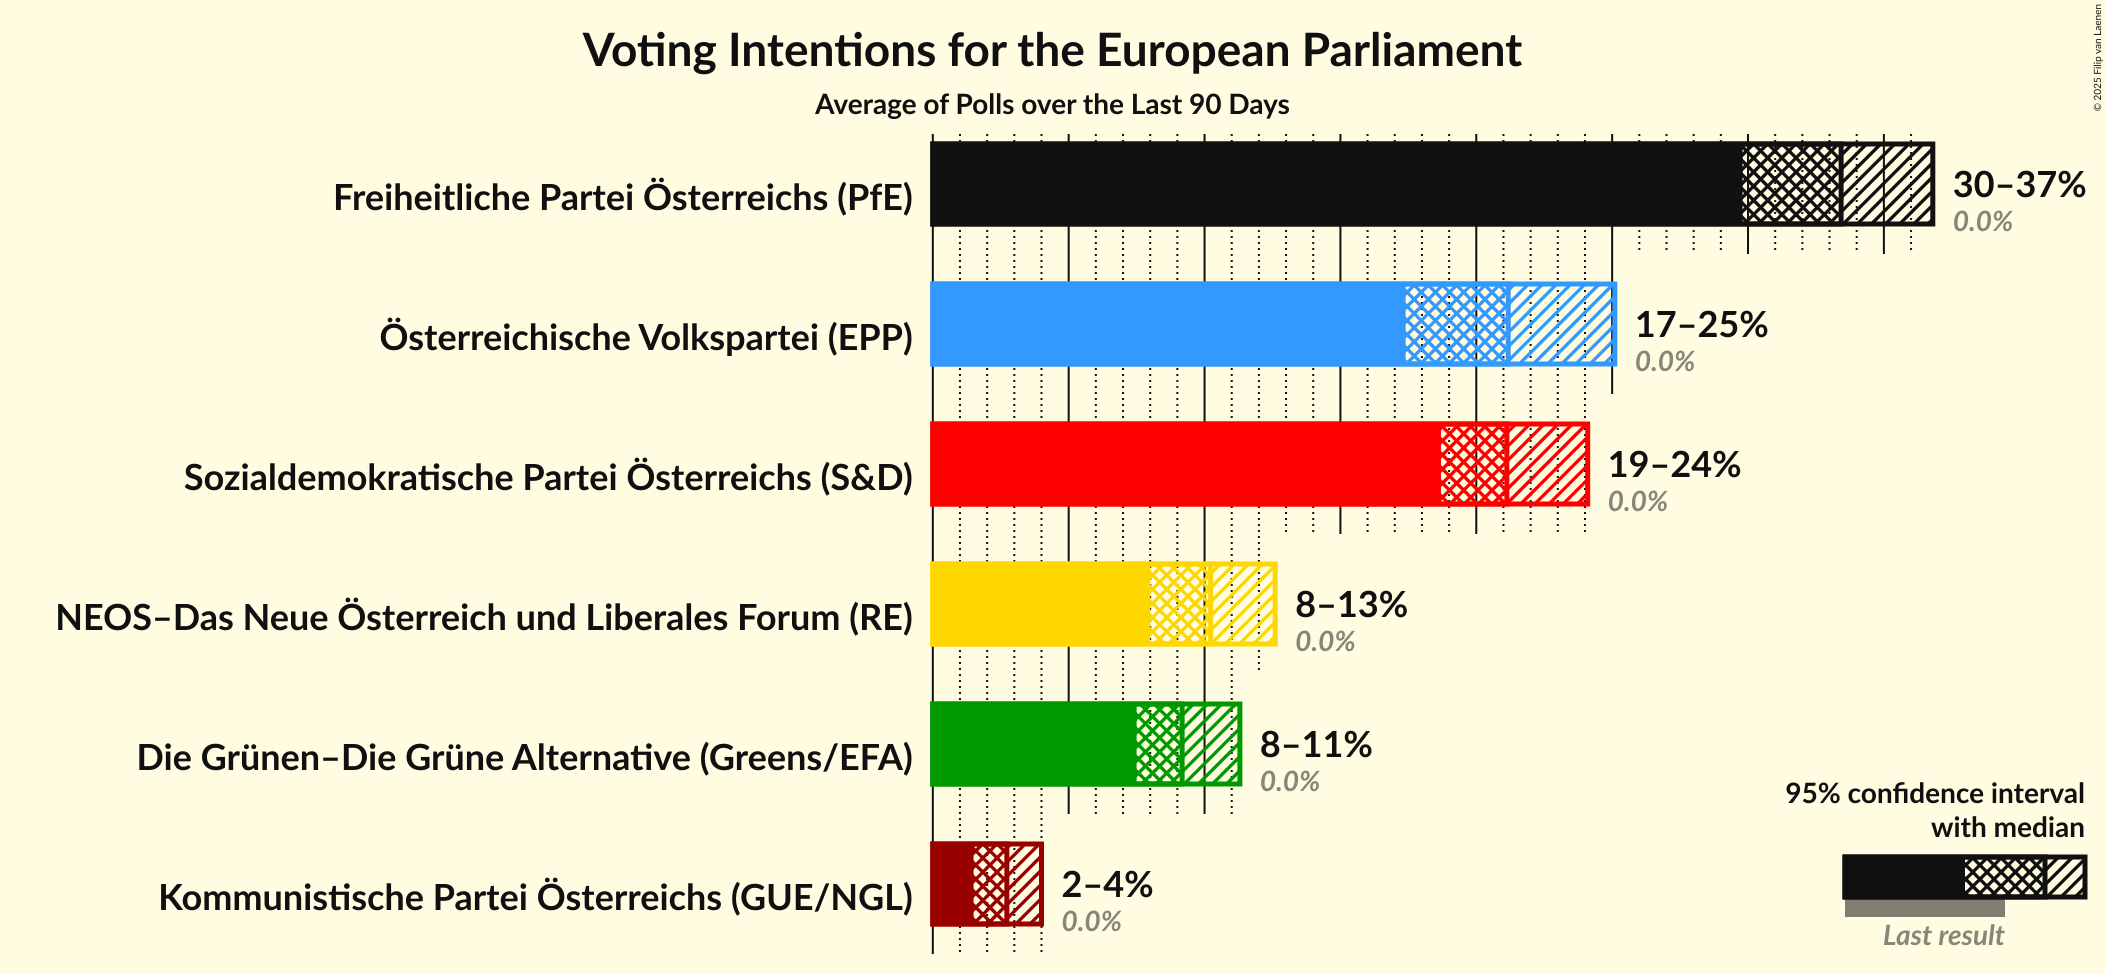 Voting Intentions for the European Parliament
Average of Polls over the Last 90 Days
© 2025 Filip van Laenen
Freiheitliche Partei Österreichs (PfE)
30–37%
0.0%
Österreichische Volkspartei (EPP)
17–25%
0.0%
Sozialdemokratische Partei Österreichs (S&D)
19–24%
0.0%
NEOS–Das Neue Österreich und Liberales Forum (RE)
8–13%
0.0%
Die Grünen–Die Grüne Alternative (Greens/EFA)
8–11%
0.0%
Kommunistische Partei Österreichs (GUE/NGL)
2–4%
0.0%
95% confidence interval
with median
Last result